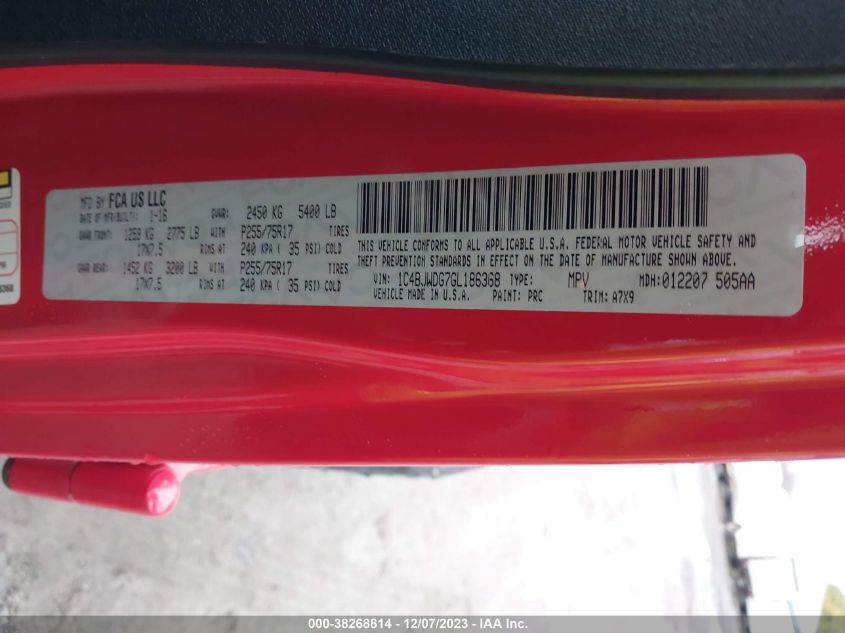 MFD BY FCA US LLC
DATE OF MFR(BUILT): 1-16 GVWR: 2450 KG 5400 LB
GAWR FRONT: 1259 KG 2775 LB WITH P255/75R17 TIRES
17X7.5 RIMS AT 240 KPA ( 35 PSI) COLD
GAWR REAR: 1452 KG 3200 LB WITH P255/75R17 TIRES
17X7.5 RIMS AT 240 KPA ( 35 PSI) COLD
THIS VEHICLE CONFORMS TO ALL APPLICABLE U.S.A. FEDERAL MOTOR VEHICLE SAFETY AND
THEFT PREVENTION STANDARDS IN EFFECT ON THE DATE OF MANUFACTURE SHOWN ABOVE.
VIN: 1C4BJWDG7GL186368 TYPE: MPV MDH:012207 505AA
VEHICLE MADE IN U.S.A. PAINT: PRC TRIM: A7X9
000-38268814 - 12/07/2023 - IAA Inc.